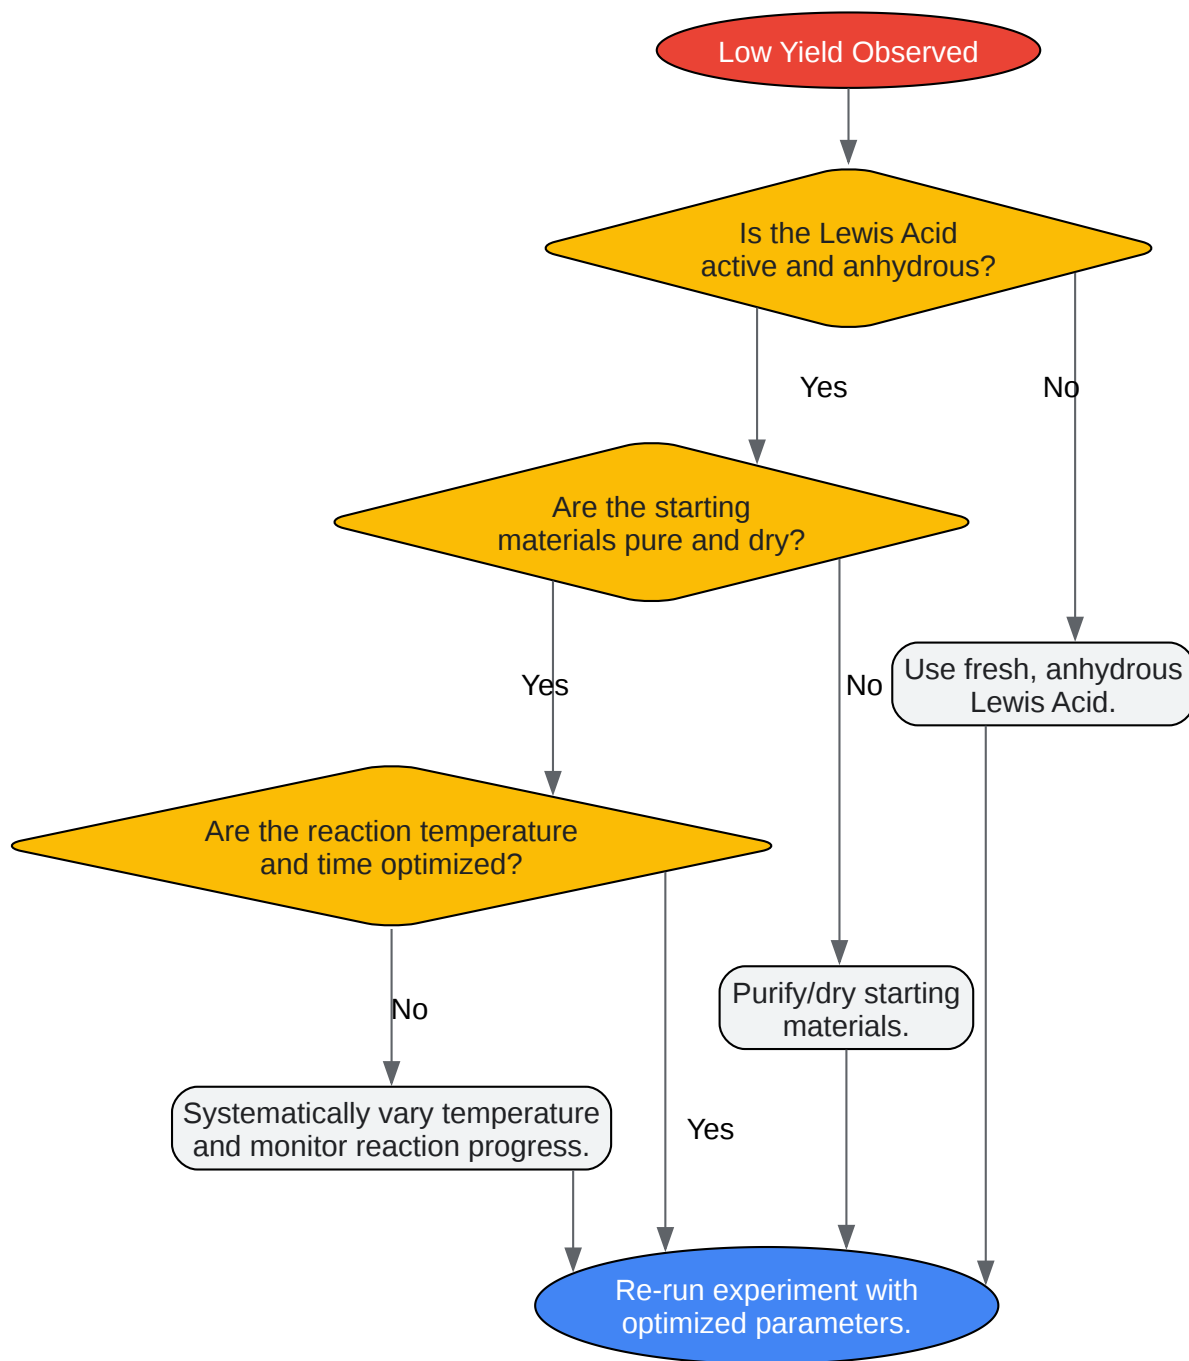 Low Yield Observed
Is the Lewis Acid
active and anhydrous?
Yes
No
Are the starting
materials pure and dry?
Yes
No
Use fresh, anhydrous
Lewis Acid.
Are the reaction temperature
and time optimized?
No
Purify/dry starting
materials.
Systematically vary temperature
and monitor reaction progress.
Yes
Re-run experiment with
optimized parameters.